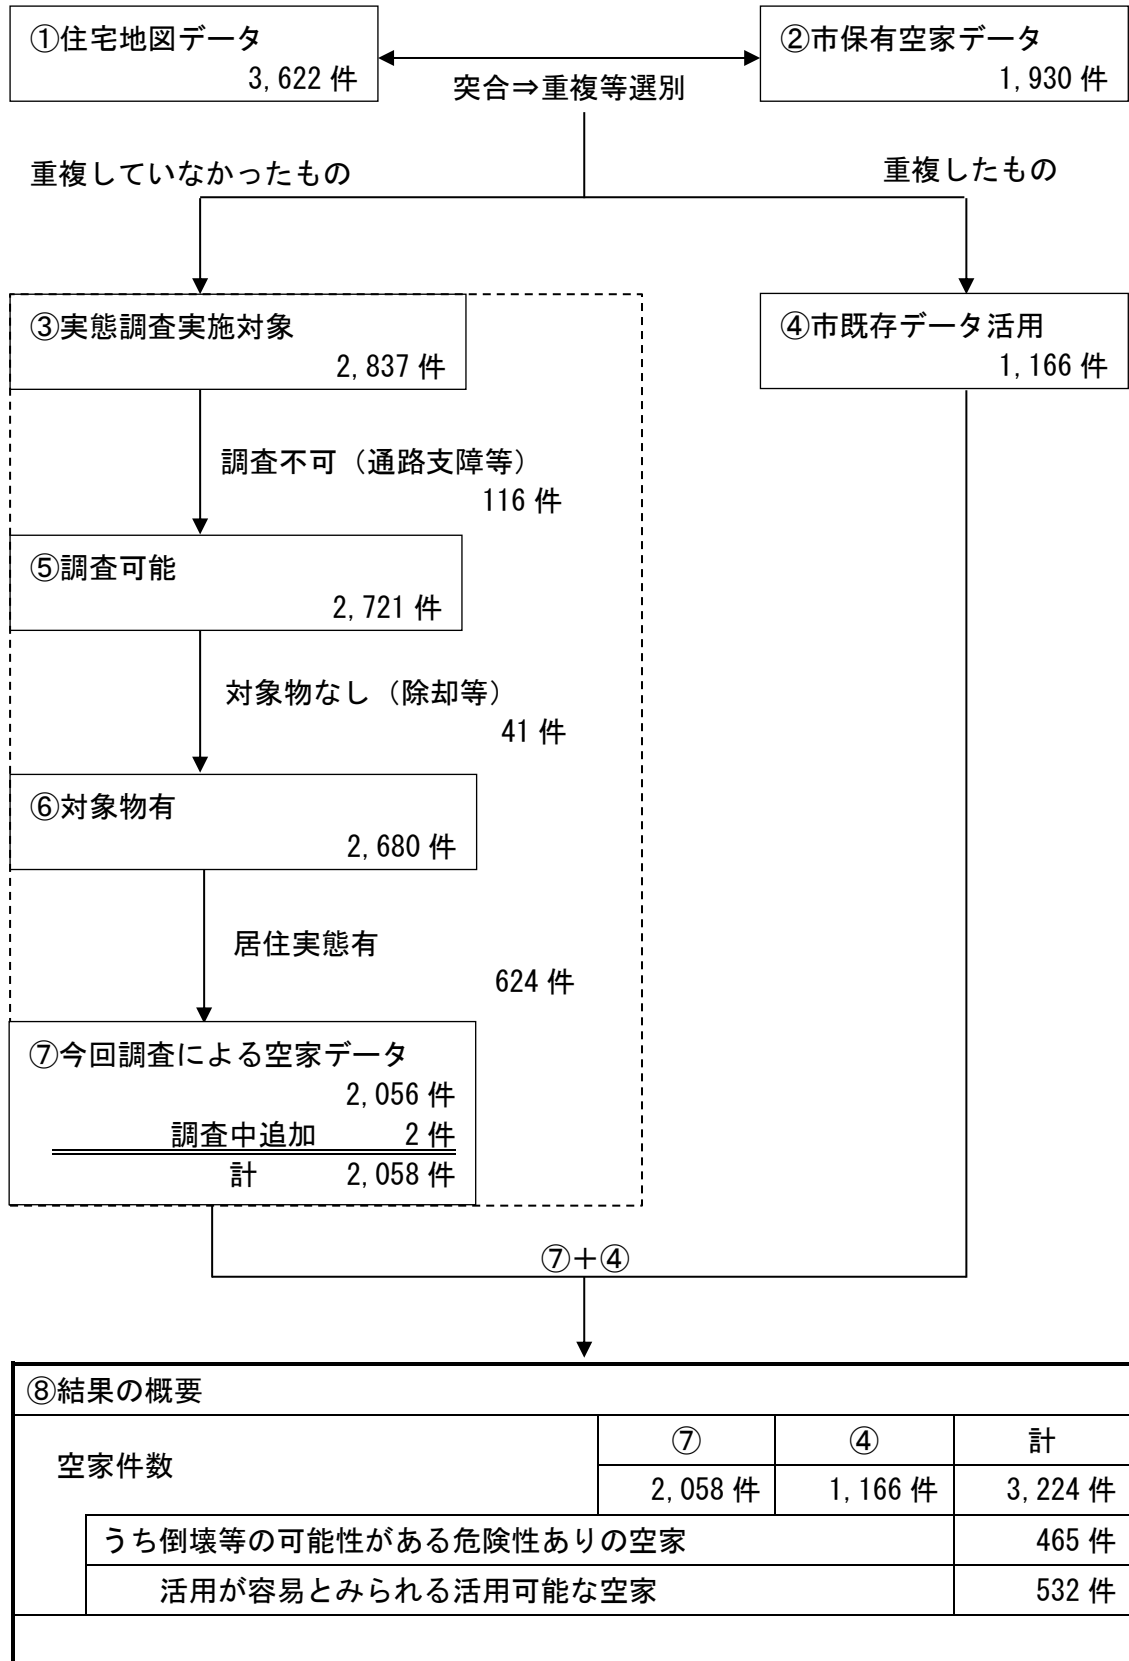 ①住宅地図データ
3,622 件
②市保有空家データ
1,930 件
突合⇒重複等選別
重複していなかったもの
重複したもの
③実態調査実施対象
2,837 件
④市既存データ活用
1,166 件
調査不可（通路支障等）
116 件
⑤調査可能
2,721 件
対象物なし（除却等）
41 件
⑥対象物有
2,680 件
居住実態有
624 件
⑦今回調査による空家データ
2,056 件
調査中追加 2 件
計 2,058 件
⑦＋④
⑧結果の概要
空家件数
⑦ ④ 計
2,058 件 1,166 件 3,224 件
うち倒壊等の可能性がある危険性ありの空家 465 件
活用が容易とみられる活用可能な空家 532 件